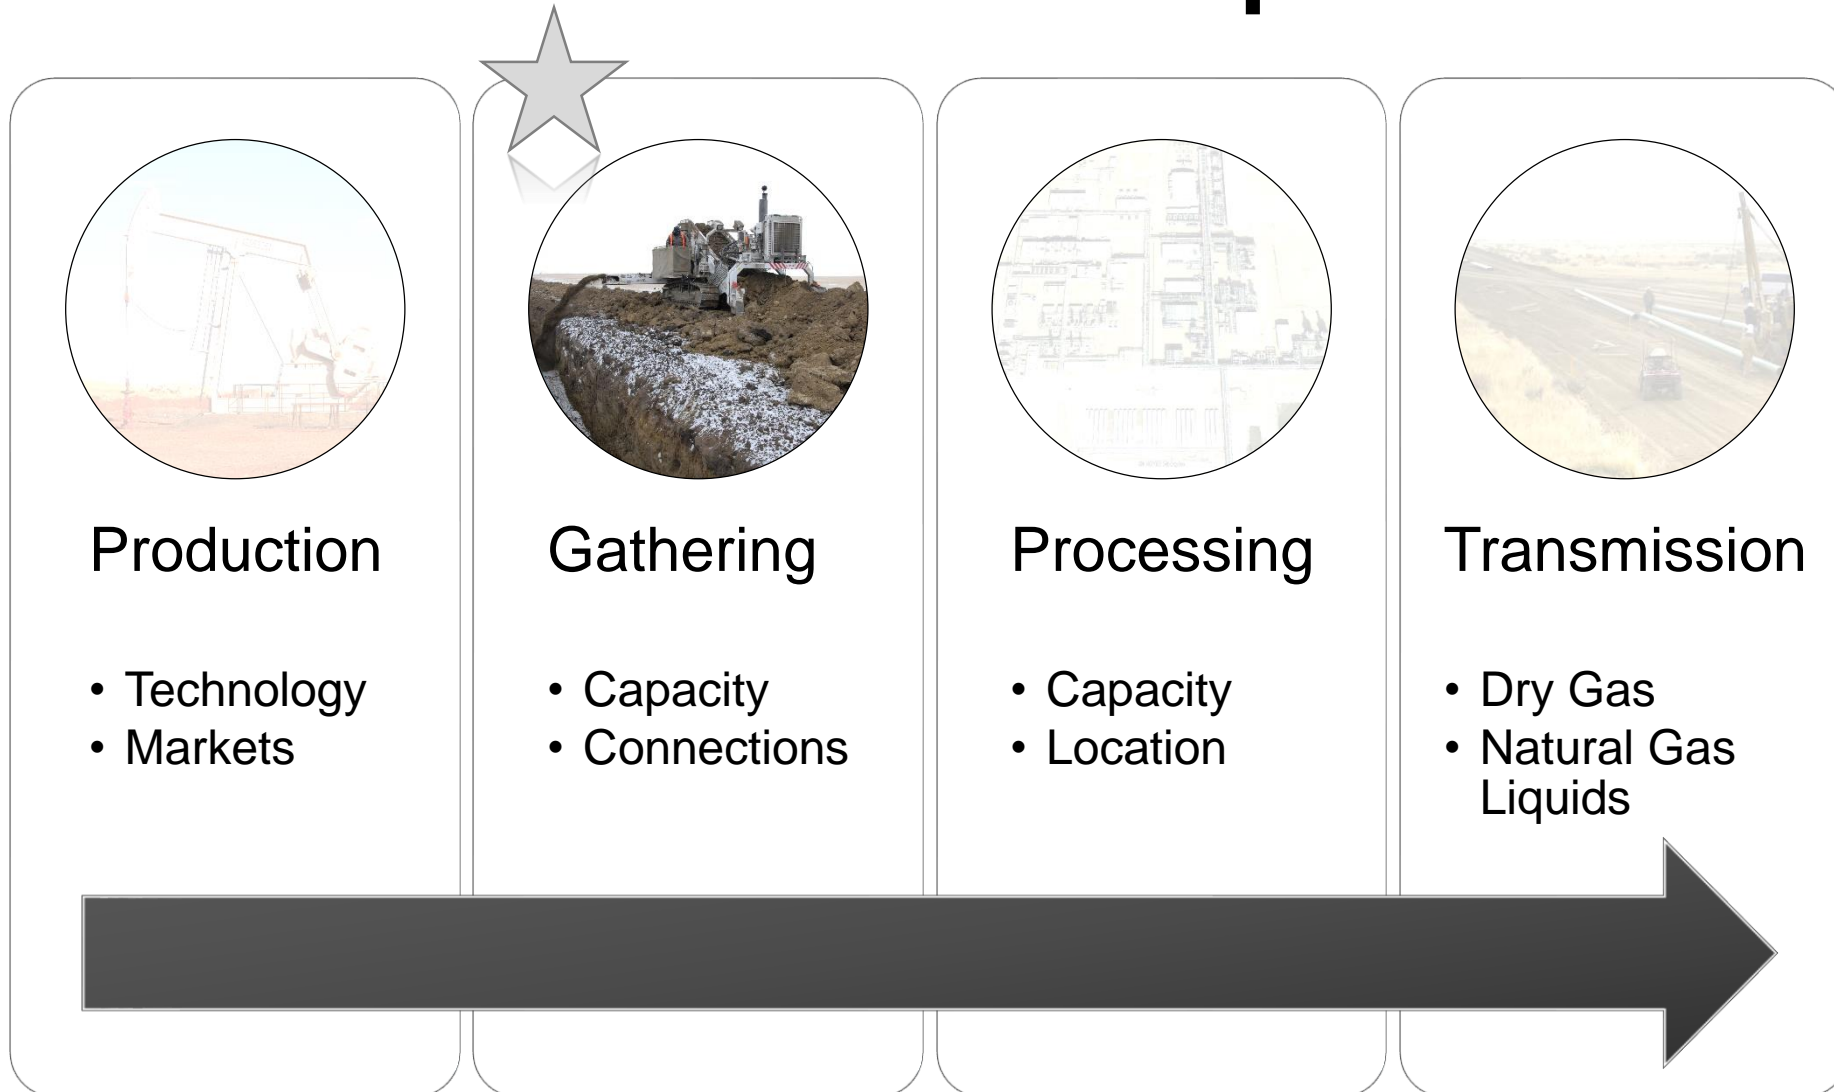 Production
• Technology
• Markets
Gathering
• Capacity
• Connections
Processing
• Capacity
• Location
Transmission
• Dry Gas
• Natural Gas
Liquids